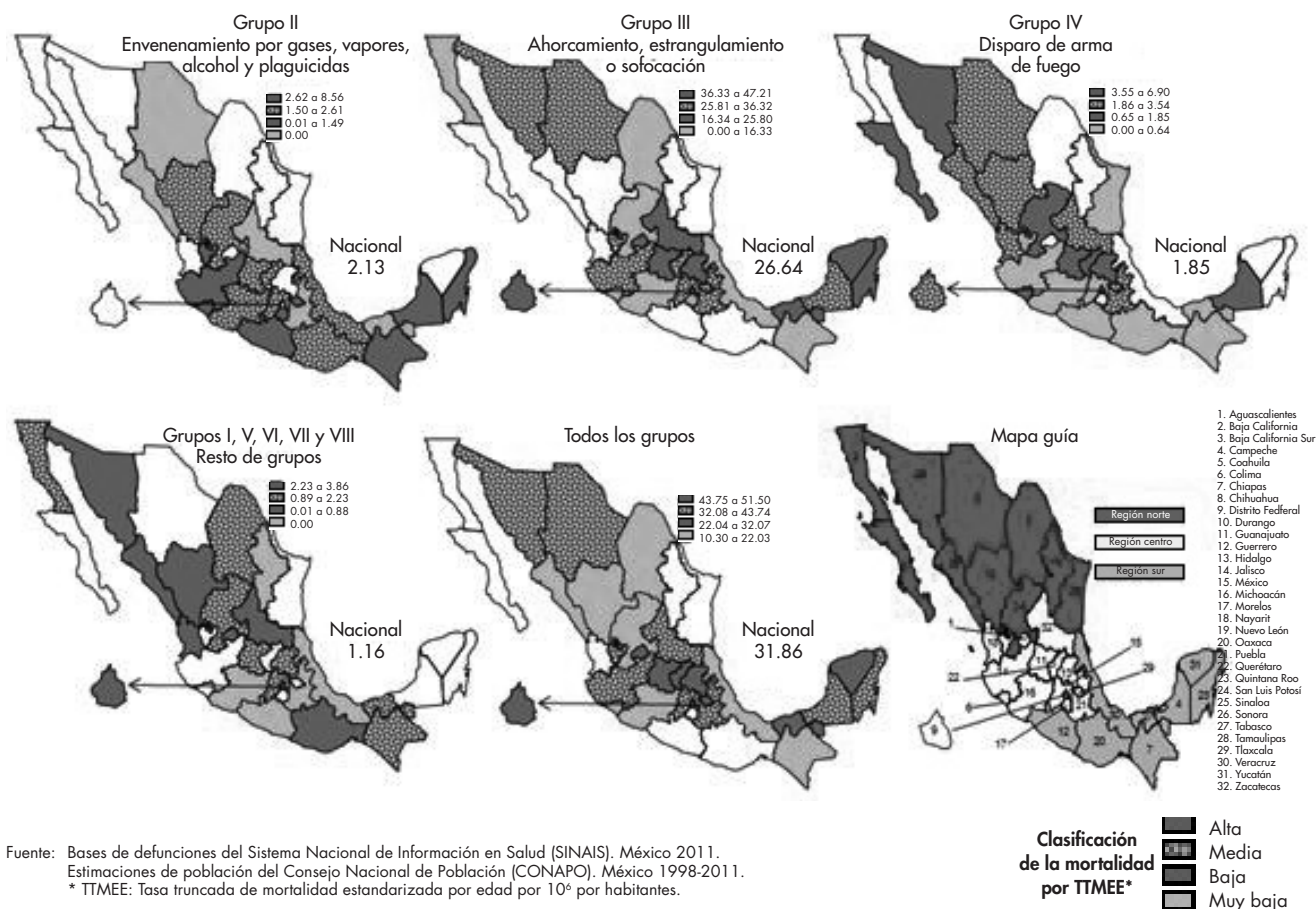 Grupo II
Envenenamiento por gases, vapores,
alcohol y plaguicidas
2.62 a 8.56
1.50 a 2.61
0.01 a 1.49
0.00
Nacional
2.13
Grupo III
Ahorcamiento, estrangulamiento
o sofocación
36.33 a 47.21
25.81 a 36.32
16.34 a 25.80
0.00 a 16.33
Nacional
26.64
Grupo IV
Disparo de arma
de fuego
3.55 a 6.90
1.86 a 3.54
0.65 a 1.85
0.00 a 0.64
Nacional
1.85
Grupos I, V, VI, VII y VIII
Resto de grupos
2.23 a 3.86
0.89 a 2.23
0.01 a 0.88
0.00
Nacional
1.16
Todos los grupos
43.75 a 51.50
32.08 a 43.74
22.04 a 32.07
10.30 a 22.03
Nacional
31.86
Mapa guía
Región norte
Región centro
Región sur
1. Aguascalientes
2. Baja California
3. Baja California Sur
4. Campeche
5. Coahuila
6. Colima
7. Chiapas
8. Chihuahua
9. Distrito Fedferal
10. Durango
11. Guanajuato
12. Guerrero
13. Hidalgo
14. Jalisco
15. México
16. Michoacán
17. Morelos
18. Nayarit
19. Nuevo León
20. Oaxaca
21. Puebla
22. Querétaro
23. Quintana Roo
24. San Luis Potosí
25. Sinaloa
26. Sonora
27. Tabasco
28. Tamaulipas
29. Tlaxcala
30. Veracruz
31. Yucatán
32. Zacatecas
Fuente: Bases de defunciones del Sistema Nacional de Información en Salud (SINAIS). México 2011.
Estimaciones de población del Consejo Nacional de Población (CONAPO). México 1998-2011.
* TTMEE: Tasa truncada de mortalidad estandarizada por edad por 10⁶ por habitantes.
Clasificación
de la mortalidad
por TTMEE*
Alta
Media
Baja
Muy baja